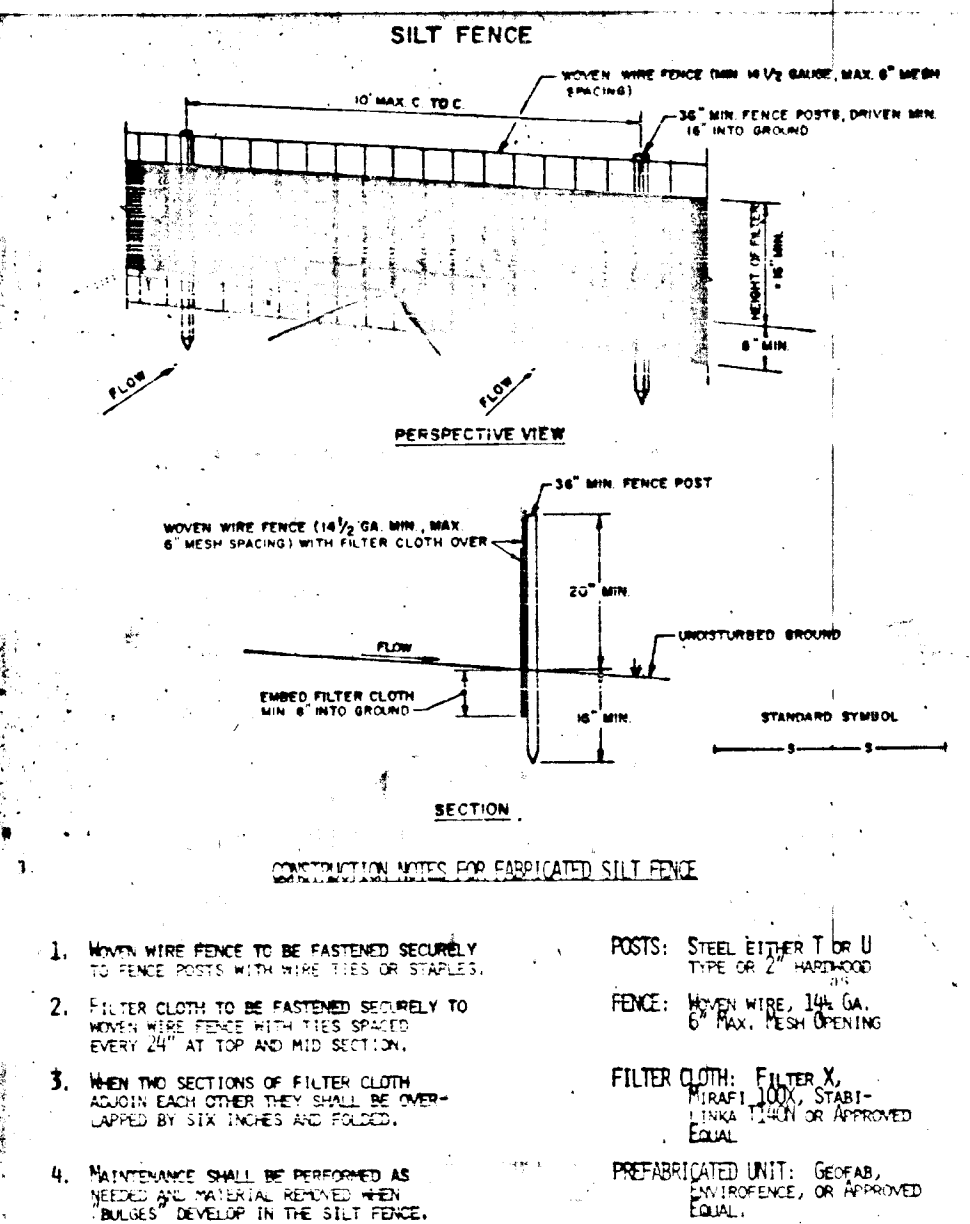 SILT FENCE
WOVEN WIRE FENCE (MIN. 14 1/2 GAUGE, MAX. 6" MESH
SPACING)
10' MAX. C. TO C.
36" MIN. FENCE POSTS, DRIVEN MIN.
16" INTO GROUND
HEIGHT OF FILTER
16" MIN.
8" MIN.
FLOW
FLOW
PERSPECTIVE VIEW
36" MIN. FENCE POST
WOVEN WIRE FENCE (14 1/2 GA. MIN., MAX.
6" MESH SPACING) WITH FILTER CLOTH OVER
20" MIN.
UNDISTURBED GROUND
FLOW
EMBED FILTER CLOTH
MIN. 8" INTO GROUND
16" MIN.
STANDARD SYMBOL
S S
SECTION
CONSTRUCTION NOTES FOR FABRICATED SILT FENCE
1. WOVEN WIRE FENCE TO BE FASTENED SECURELY
TO FENCE POSTS WITH WIRE TIES OR STAPLES.
2. FILTER CLOTH TO BE FASTENED SECURELY TO
WOVEN WIRE FENCE WITH TIES SPACED
EVERY 24" AT TOP AND MID SECTION.
3. WHEN TWO SECTIONS OF FILTER CLOTH
ADJOIN EACH OTHER THEY SHALL BE OVER-
LAPPED BY SIX INCHES AND FOLDED.
4. MAINTENANCE SHALL BE PERFORMED AS
NEEDED AND MATERIAL REMOVED WHEN
"BULGES" DEVELOP IN THE SILT FENCE.
POSTS: STEEL EITHER T OR U
TYPE OR 2" HARDWOOD
FENCE: WOVEN WIRE, 14½ GA.
6" MAX. MESH OPENING
FILTER CLOTH: FILTER X,
MIRAFI 100X, STABI-
LINKA T140N OR APPROVED
EQUAL
PREFABRICATED UNIT: GEOFAB,
ENVIROFENCE, OR APPROVED
EQUAL.